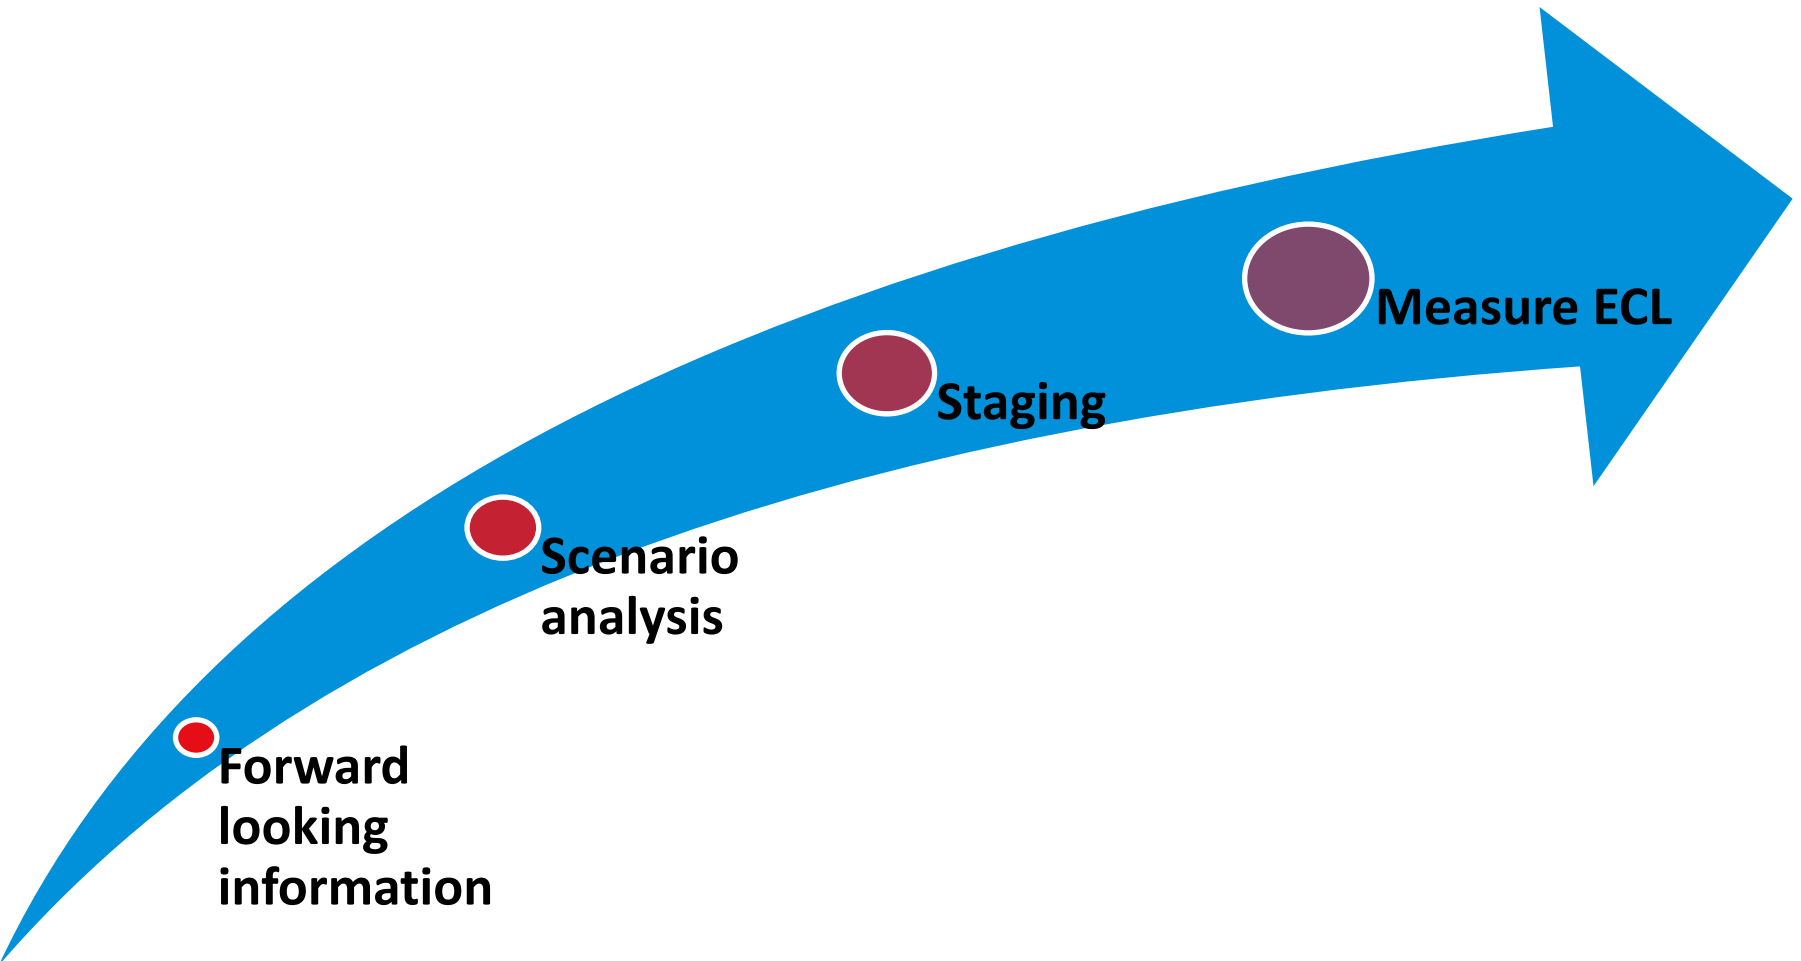 Measure ECL
Staging
Scenario
analysis
Forward
looking
information